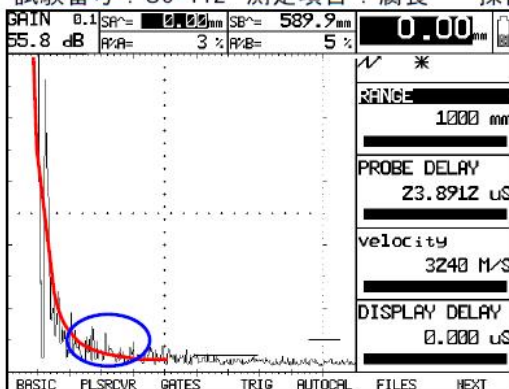 GAIN 0.1 SA^= 0.00mm SB^= 589.9mm 0.00mm
55.8 dB A%A= 3 % A%B= 5 %
RANGE
1000 mm
PROBE DELAY
23.8912 uS
velocity
3240 M/S
DISPLAY DELAY
0.000 uS
BASIC PLSRCVR GATES TRIG AUTOCAL FILES NEXT